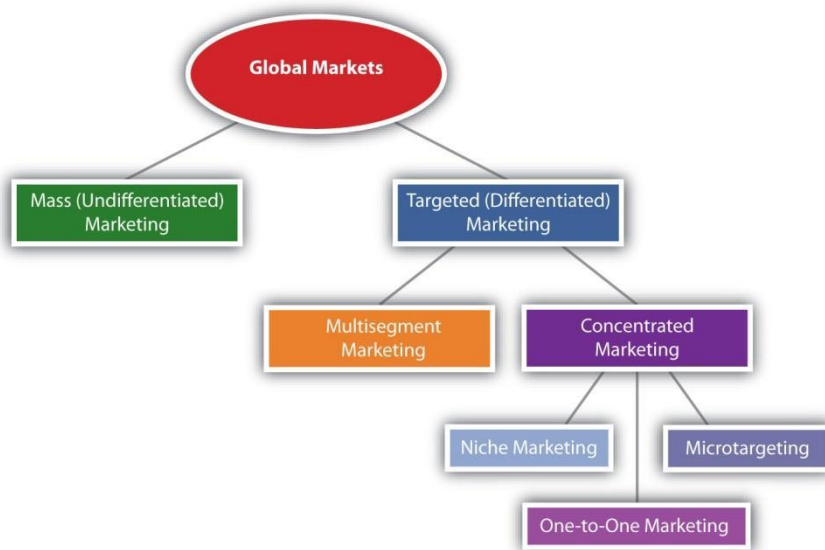 Global Markets
Mass (Undifferentiated)
Marketing
Targeted (Differentiated)
Marketing
Multisegment
Marketing
Concentrated
Marketing
Niche Marketing
Microtargeting
One-to-One Marketing